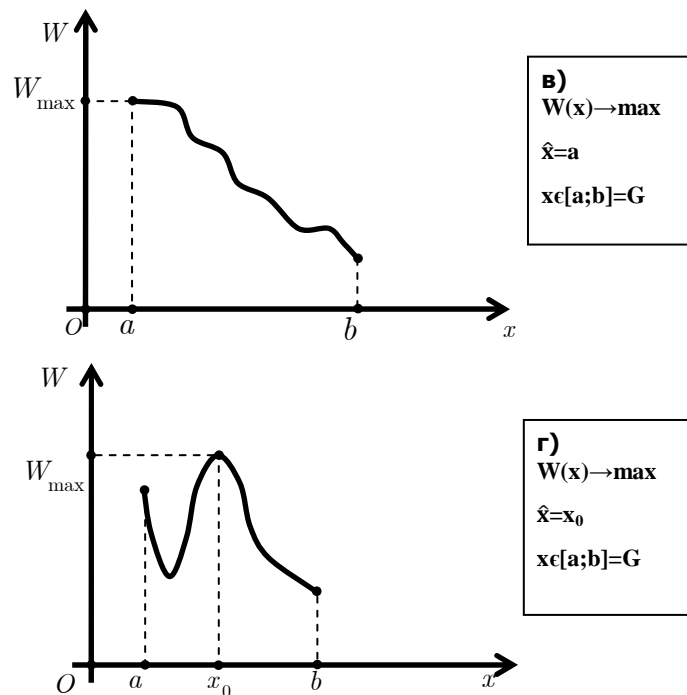 W
W_max
O
a
b
x
в)
W(x)→max
x̂=a
xϵ[a;b]=G
W
W_max
O
a
x₀
b
x
г)
W(x)→max
x̂=x₀
xϵ[a;b]=G